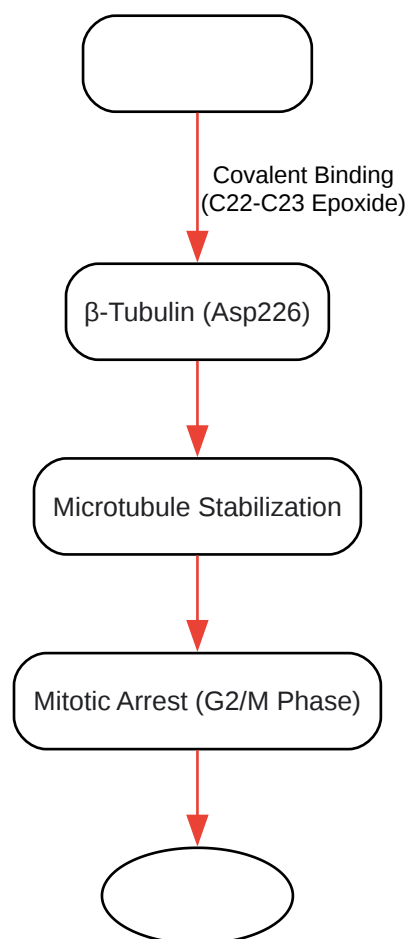 Covalent Binding
(C22-C23 Epoxide)
β-Tubulin (Asp226)
Microtubule Stabilization
Mitotic Arrest (G2/M Phase)